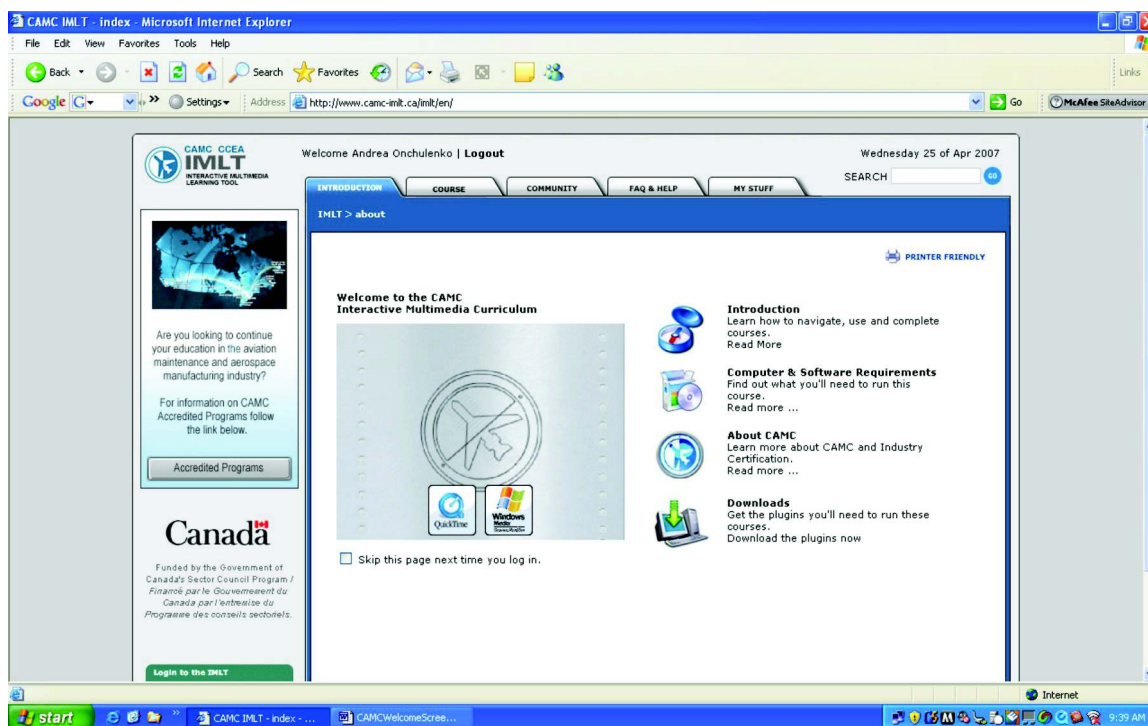 CAMC IMLT - index - Microsoft Internet Explorer
File Edit View Favorites Tools Help
Back Search Favorites Links
Google G Settings Address http://www.camc-imlt.ca/imlt/en/ Go McAfee SiteAdvisor
CAMC CCEA
IMLT
INTERACTIVE MULTIMEDIA
LEARNING TOOL
Welcome Andrea Onchulenko | Logout
Wednesday 25 of Apr 2007
SEARCH GO
INTRODUCTION COURSE COMMUNITY FAQ & HELP MY STUFF
IMLT > about
PRINTER FRIENDLY
Are you looking to continue
your education in the aviation
maintenance and aerospace
manufacturing industry?
For information on CAMC
Accredited Programs follow
the link below.
Accredited Programs
Canada
Funded by the Government of
Canada's Sector Council Program /
Financé par le Gouvernement du
Canada par l'entremise du
Programme des conseils sectoriels.
Login to the IMLT
Welcome to the CAMC
Interactive Multimedia Curriculum
QuickTime
Windows
Media
Skip this page next time you log in.
Introduction
Learn how to navigate, use and complete
courses.
Read More
Computer & Software Requirements
Find out what you'll need to run this
course.
Read more ...
About CAMC
Learn more about CAMC and Industry
Certification.
Read more ...
Downloads
Get the plugins you'll need to run these
courses.
Download the plugins now
Internet
start CAMC IMLT - index - ... CAMCWelcomeScree... 9:39 AM